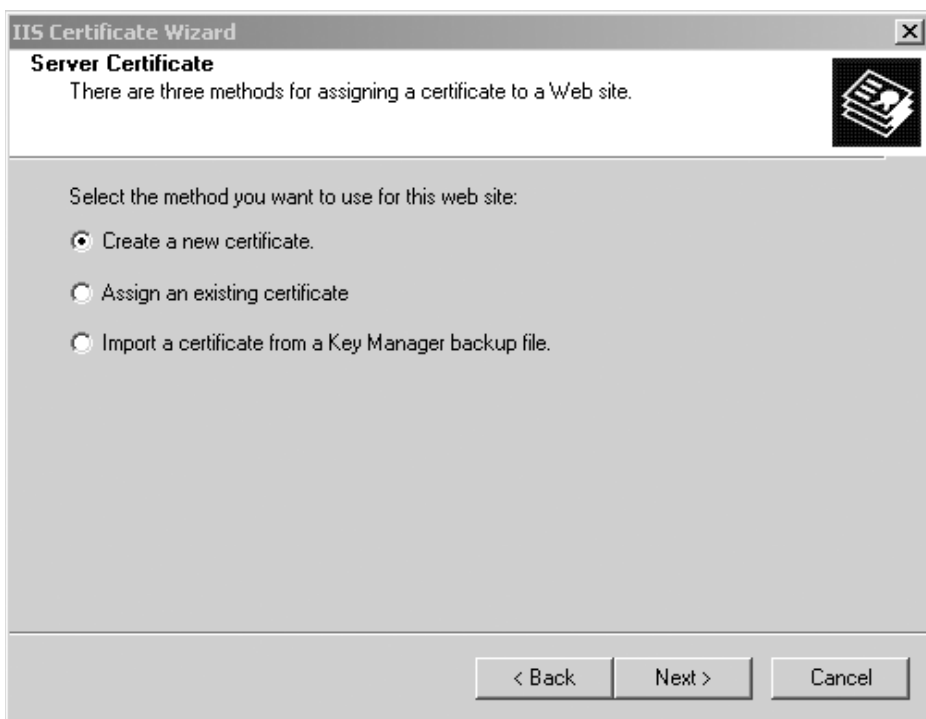 IIS Certificate Wizard
Server Certificate
There are three methods for assigning a certificate to a Web site.
Select the method you want to use for this web site:
Create a new certificate.
Assign an existing certificate
Import a certificate from a Key Manager backup file.
< Back Next > Cancel